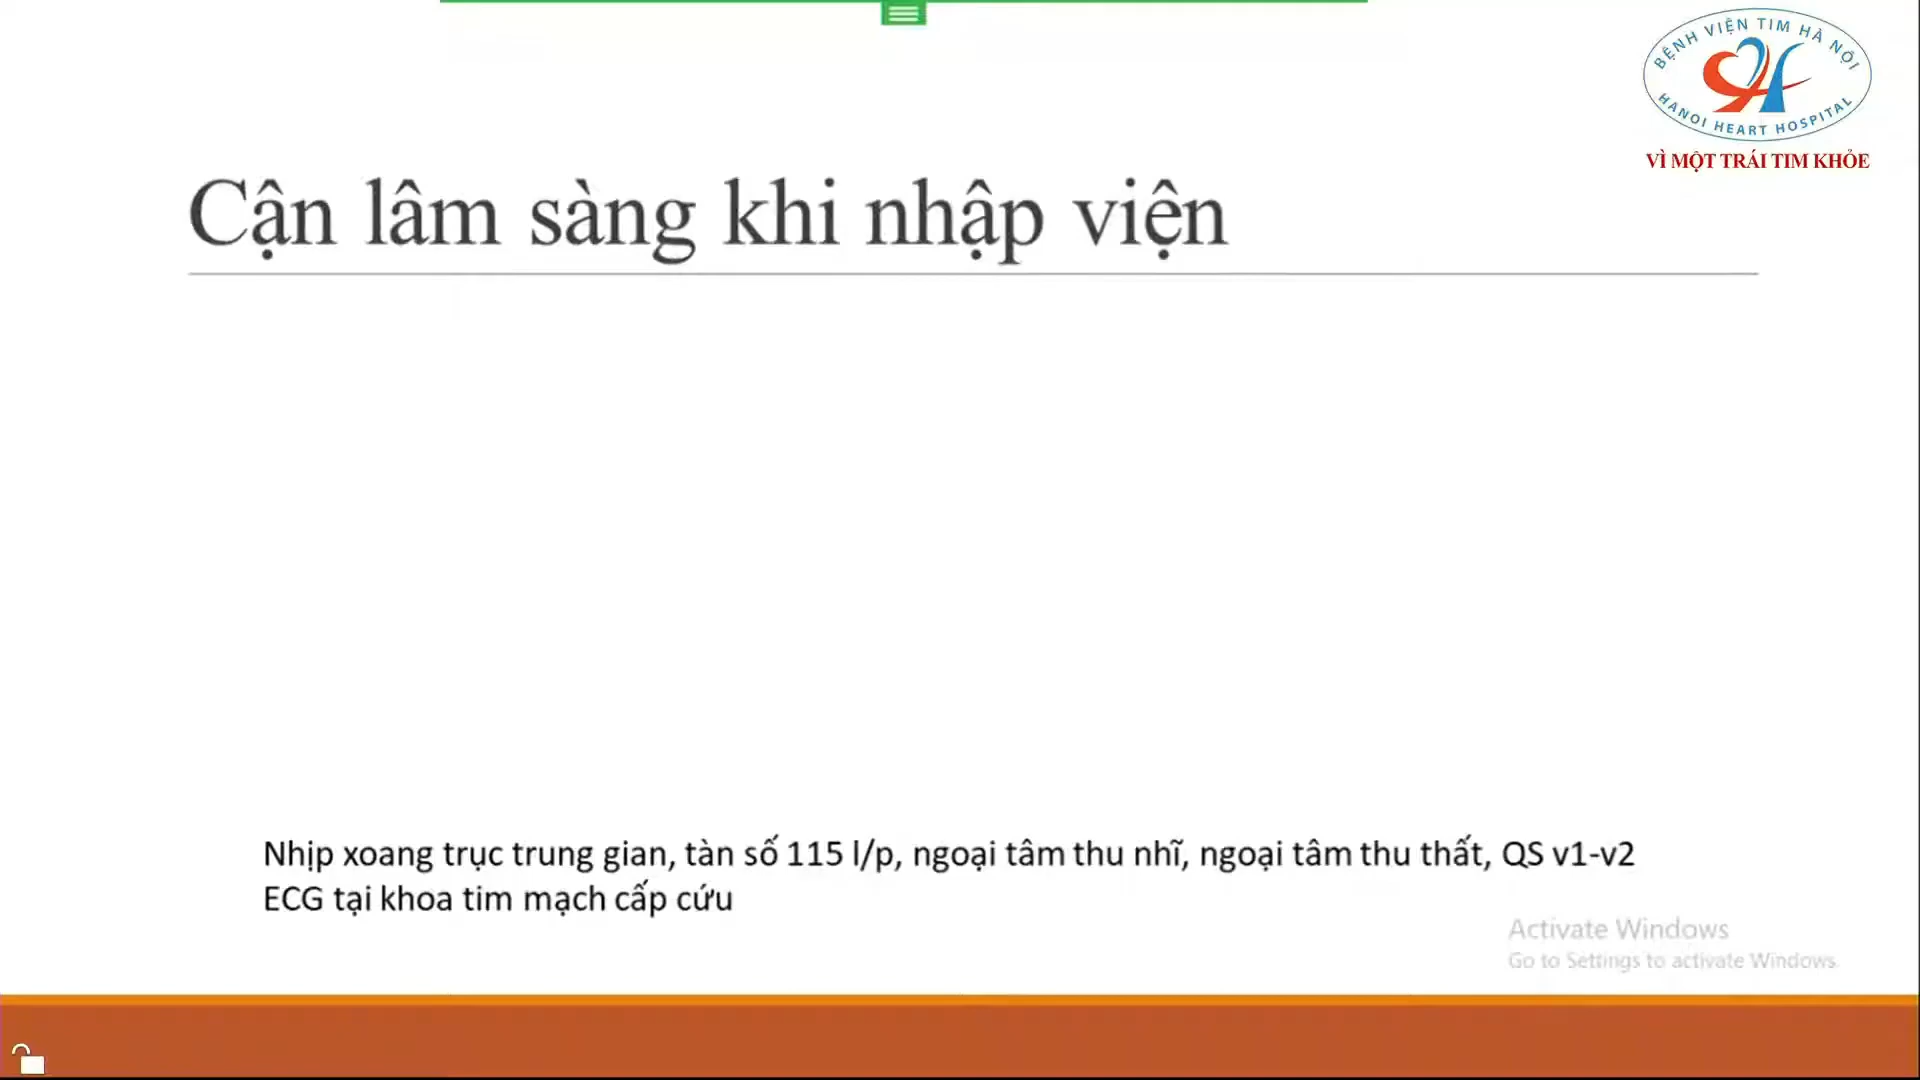 BỆNH VIỆN TIM HÀ NỘI
HANOI HEART HOSPITAL
VÌ MỘT TRÁI TIM KHỎE
Cận lâm sàng khi nhập viện
Nhịp xoang trục trung gian, tàn số 115 l/p, ngoại tâm thu nhĩ, ngoại tâm thu thất, QS v1-v2
ECG tại khoa tim mạch cấp cứu
Activate Windows
Go to Settings to activate Windows.